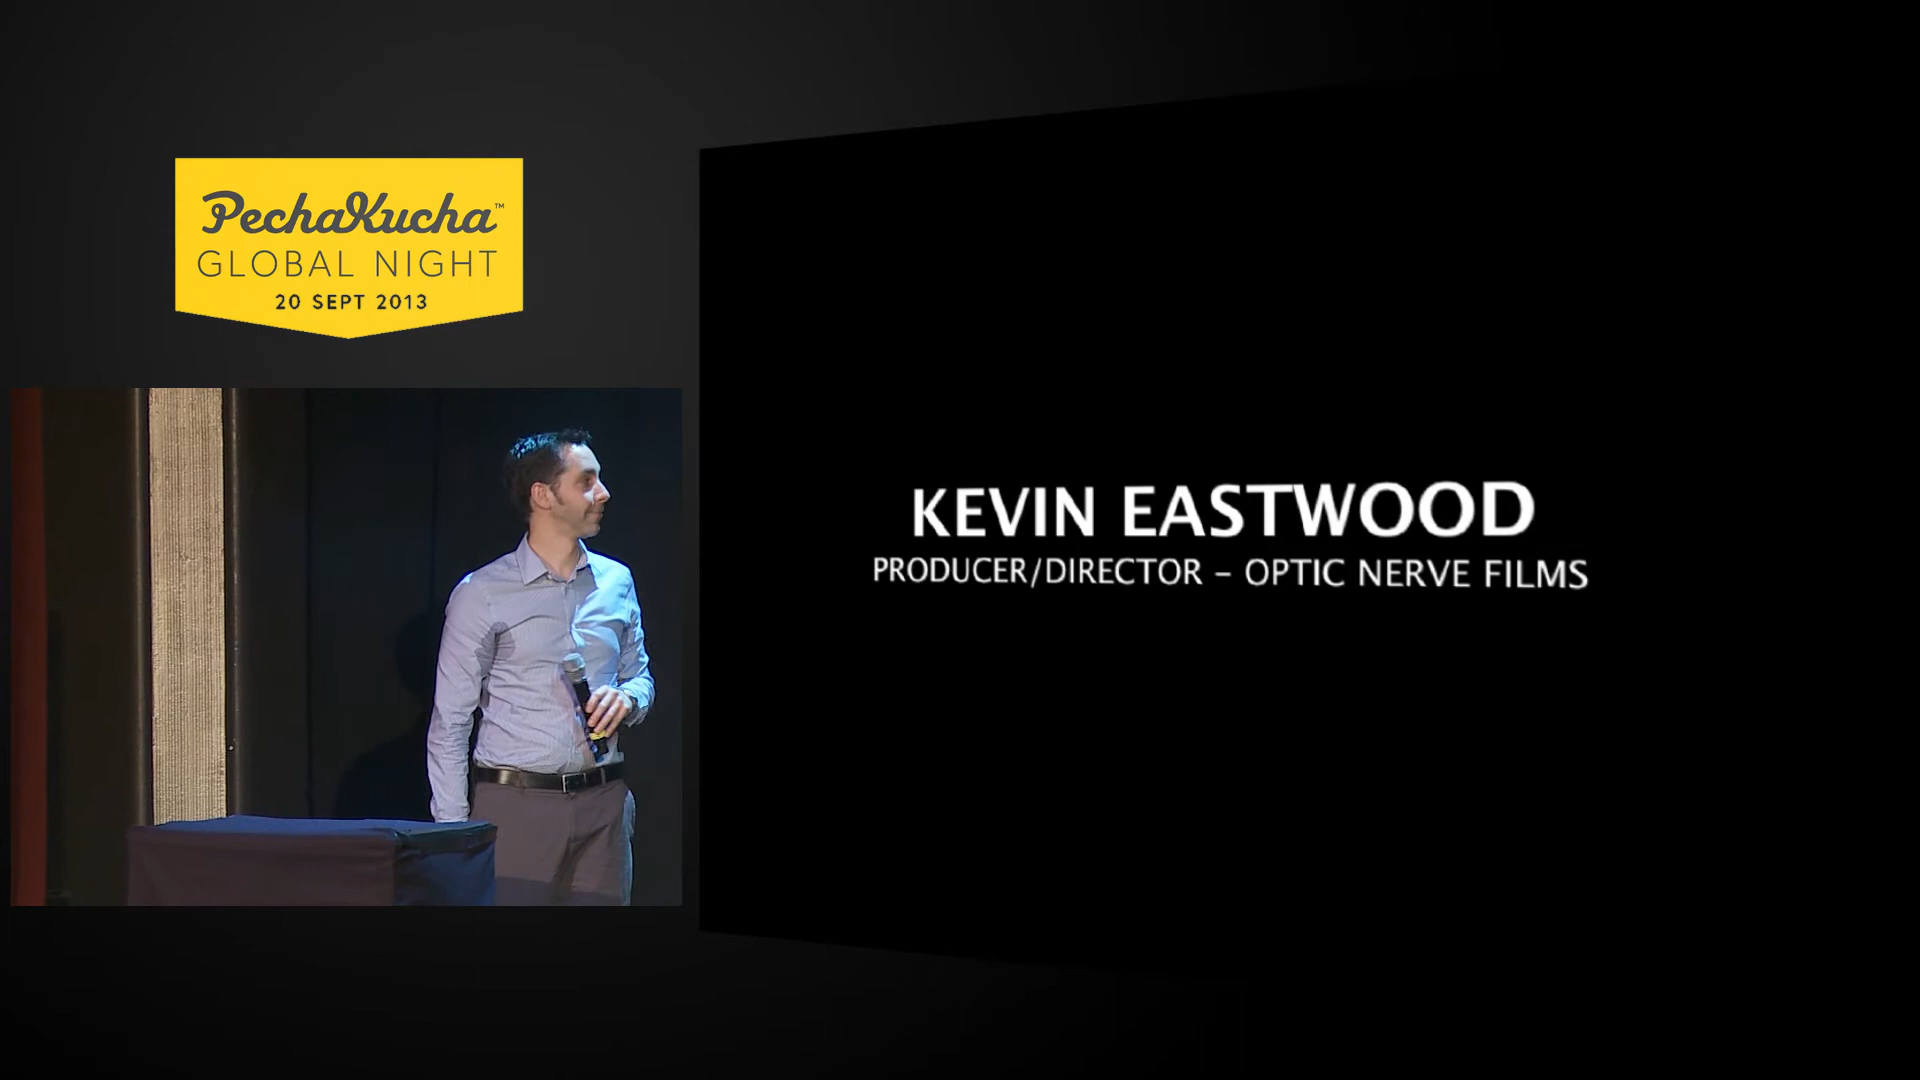 PechaKucha™
GLOBAL NIGHT
20 SEPT 2013
KEVIN EASTWOOD
PRODUCER/DIRECTOR – OPTIC NERVE FILMS